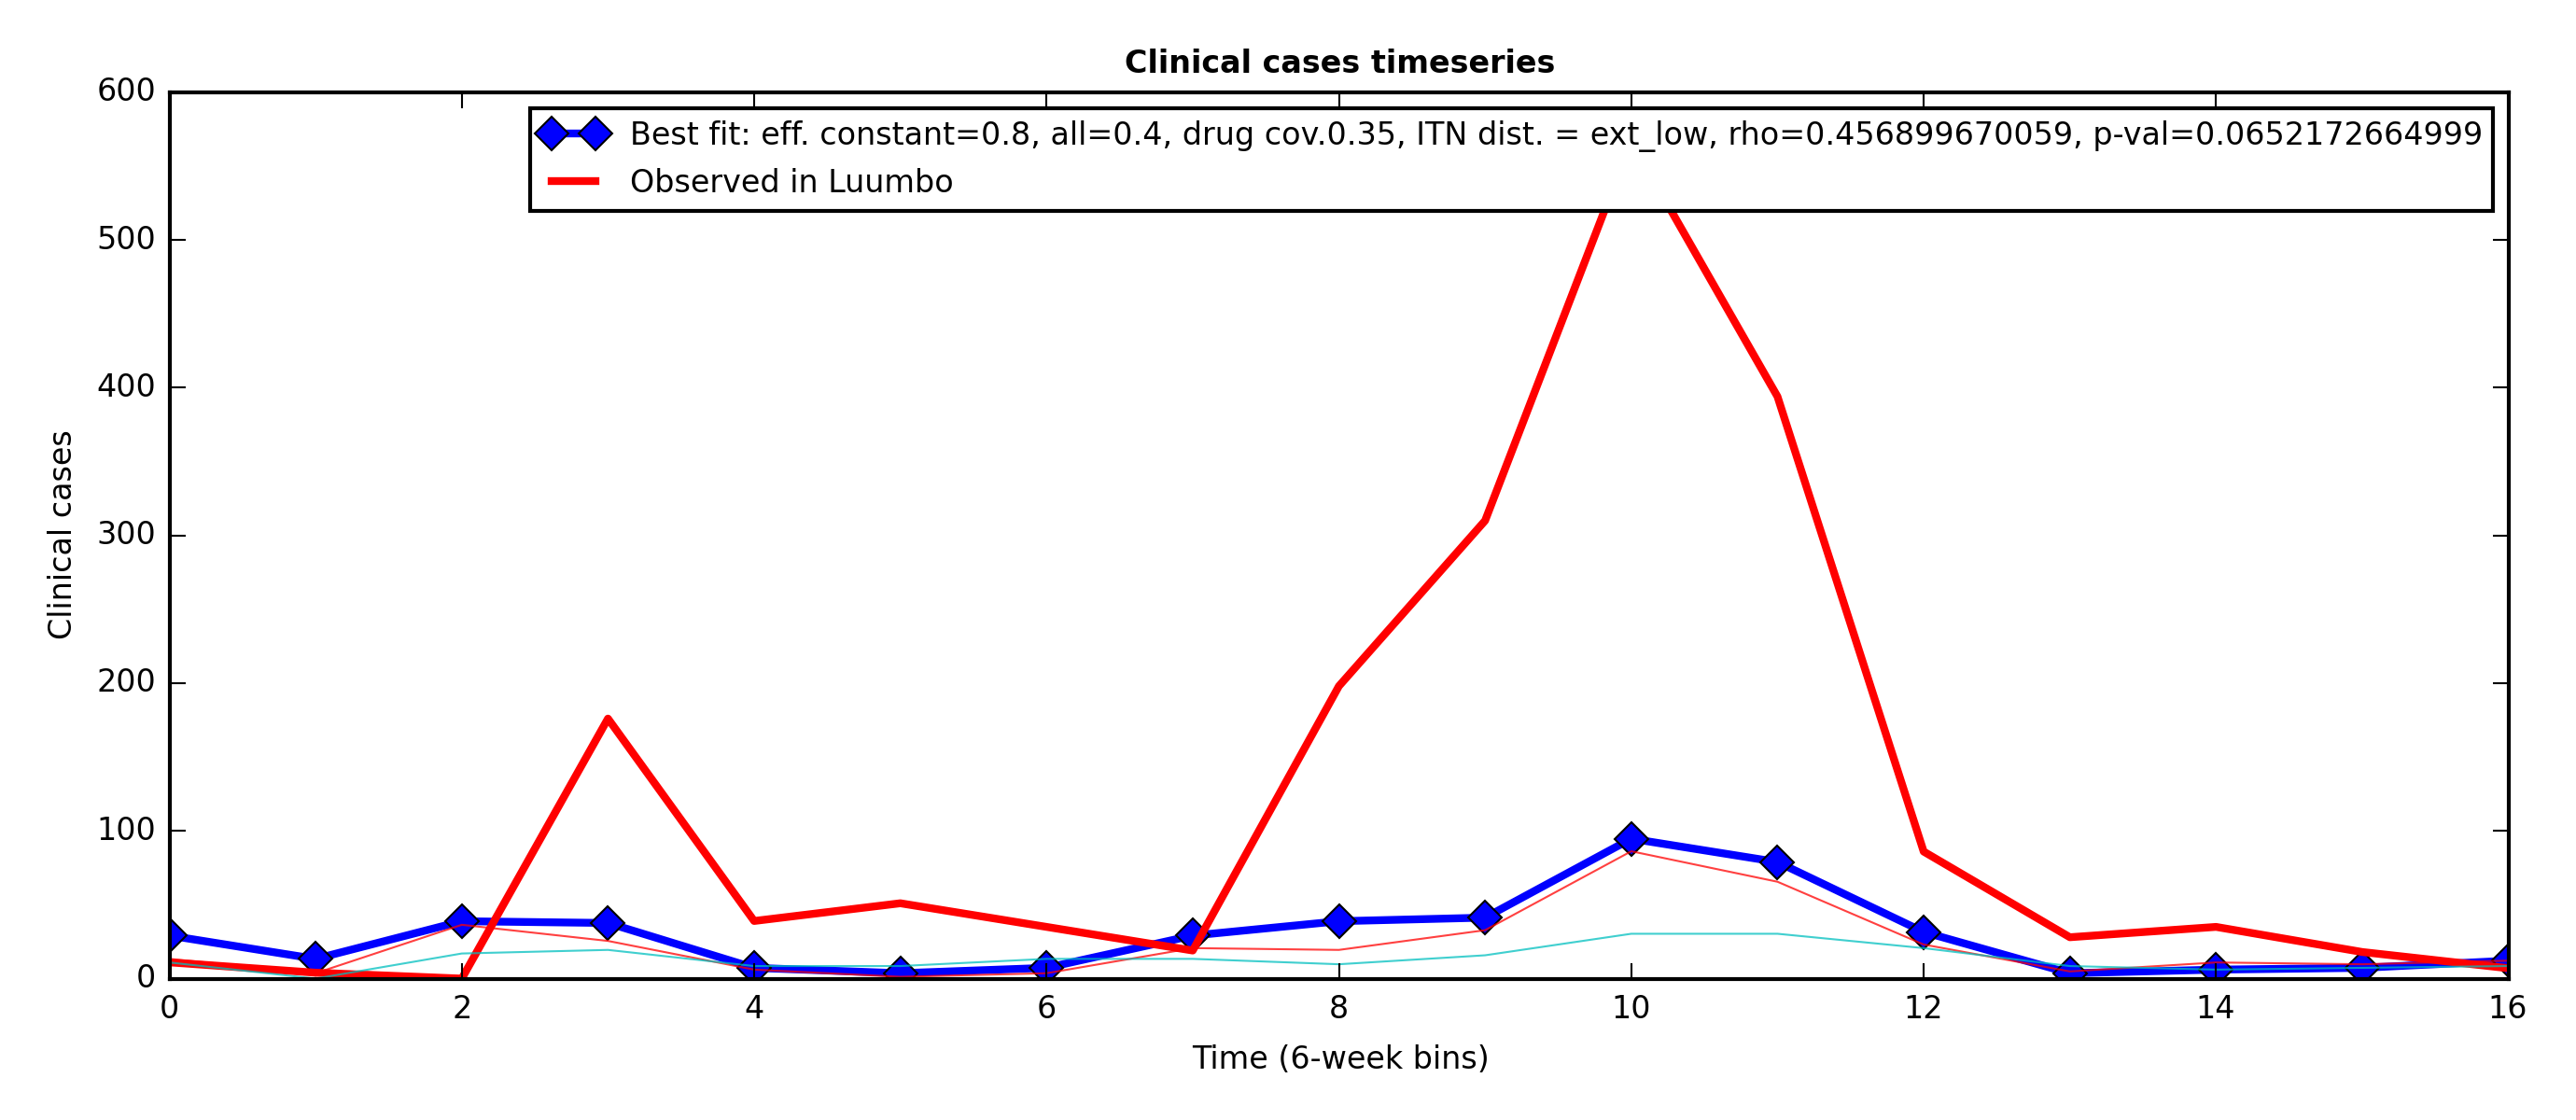 Clinical cases timeseries
600
500
400
300
200
100
0
Clinical cases
Best fit: eff. constant=0.8, all=0.4, drug cov.0.35, ITN dist. = ext_low, rho=0.456899670059, p-val=0.0652172664999
Observed in Luumbo
0 2 4 6 8 10 12 14 16
Time (6-week bins)